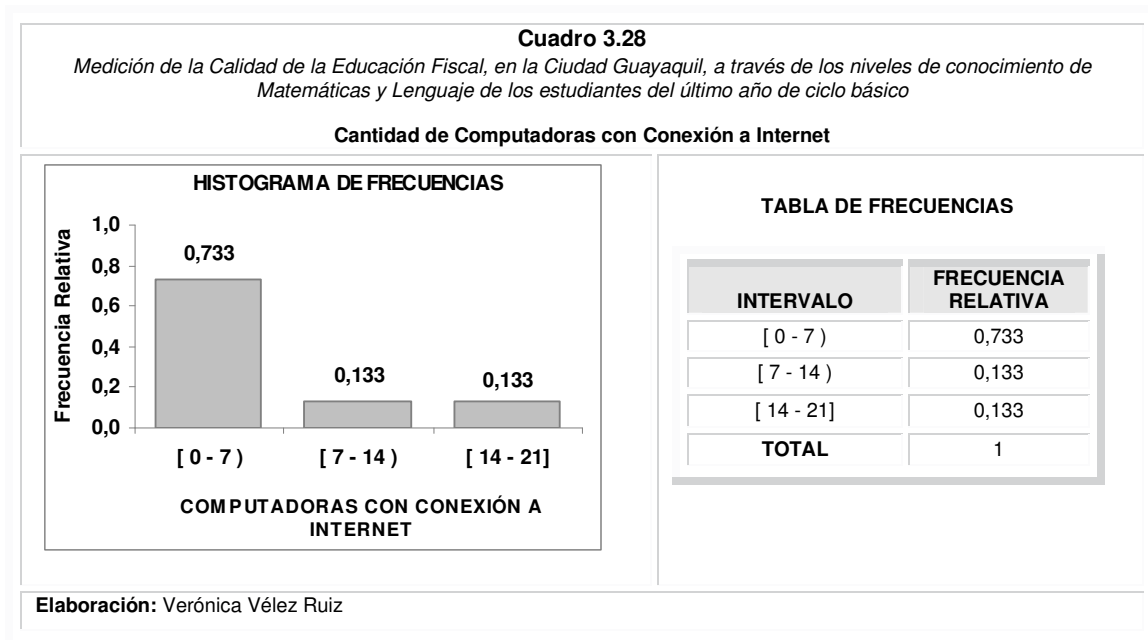 Cuadro 3.28
Medición de la Calidad de la Educación Fiscal, en la Ciudad Guayaquil, a través de los niveles de conocimiento de
Matemáticas y Lenguaje de los estudiantes del último año de ciclo básico
Cantidad de Computadoras con Conexión a Internet
HISTOGRAMA DE FRECUENCIAS
Frecuencia Relativa
1,0
0,8
0,6
0,4
0,2
0,0
0,733
0,133
0,133
[ 0 - 7 )
[ 7 - 14 )
[ 14 - 21]
COMPUTADORAS CON CONEXIÓN A
INTERNET
TABLA DE FRECUENCIAS
INTERVALO FRECUENCIA
RELATIVA
[ 0 - 7 ) 0,733
[ 7 - 14 ) 0,133
[ 14 - 21] 0,133
TOTAL 1
Elaboración: Verónica Vélez Ruiz